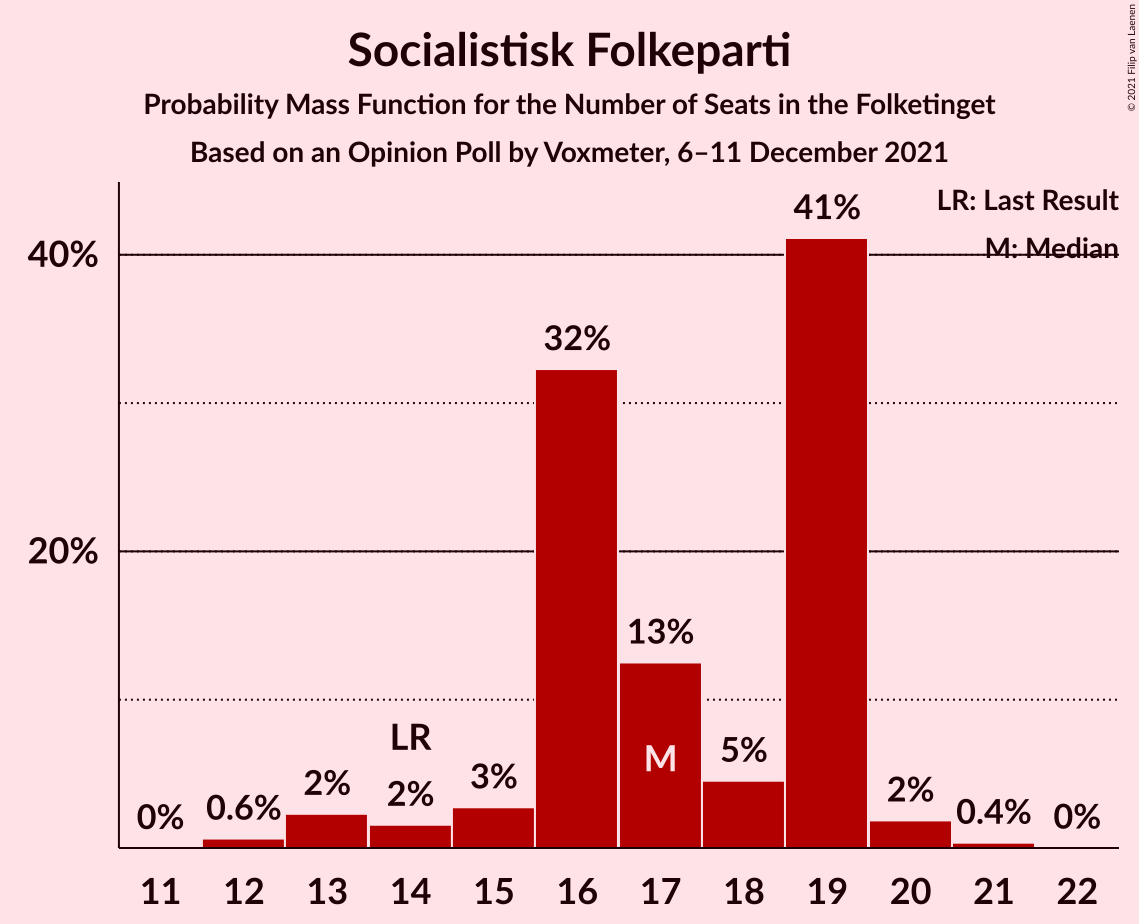 Socialistisk Folkeparti
Probability Mass Function for the Number of Seats in the Folketinget
Based on an Opinion Poll by Voxmeter, 6–11 December 2021
© 2021 Filip van Laenen
LR: Last Result
M: Median
40%
20%
0%
0.6%
2%
LR
2%
3%
32%
13%
M
5%
41%
2%
0.4%
0%
11 12 13 14 15 16 17 18 19 20 21 22